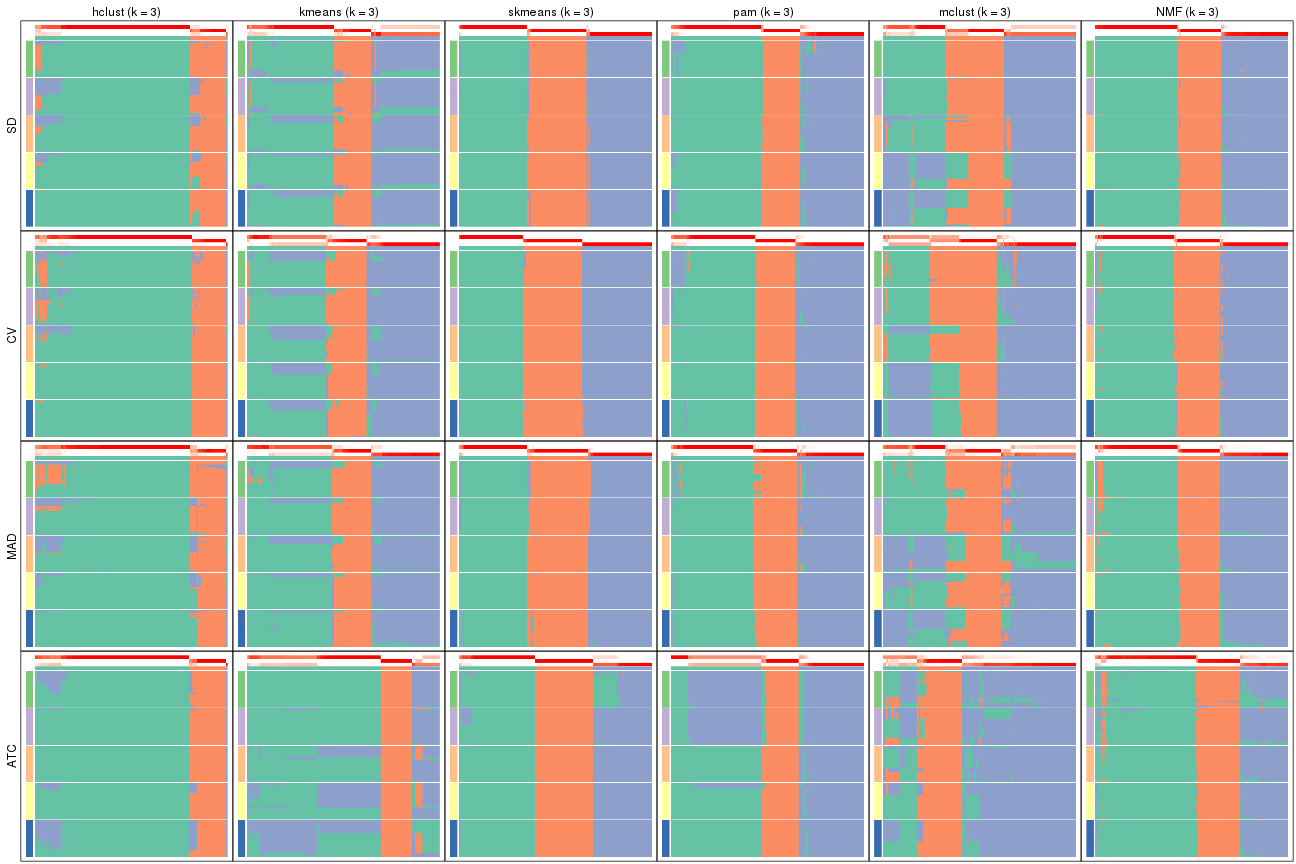 hclust (k = 3) kmeans (k = 3) skmeans (k = 3) pam (k = 3) mclust (k = 3) NMF (k = 3)
SD
CV
MAD
ATC